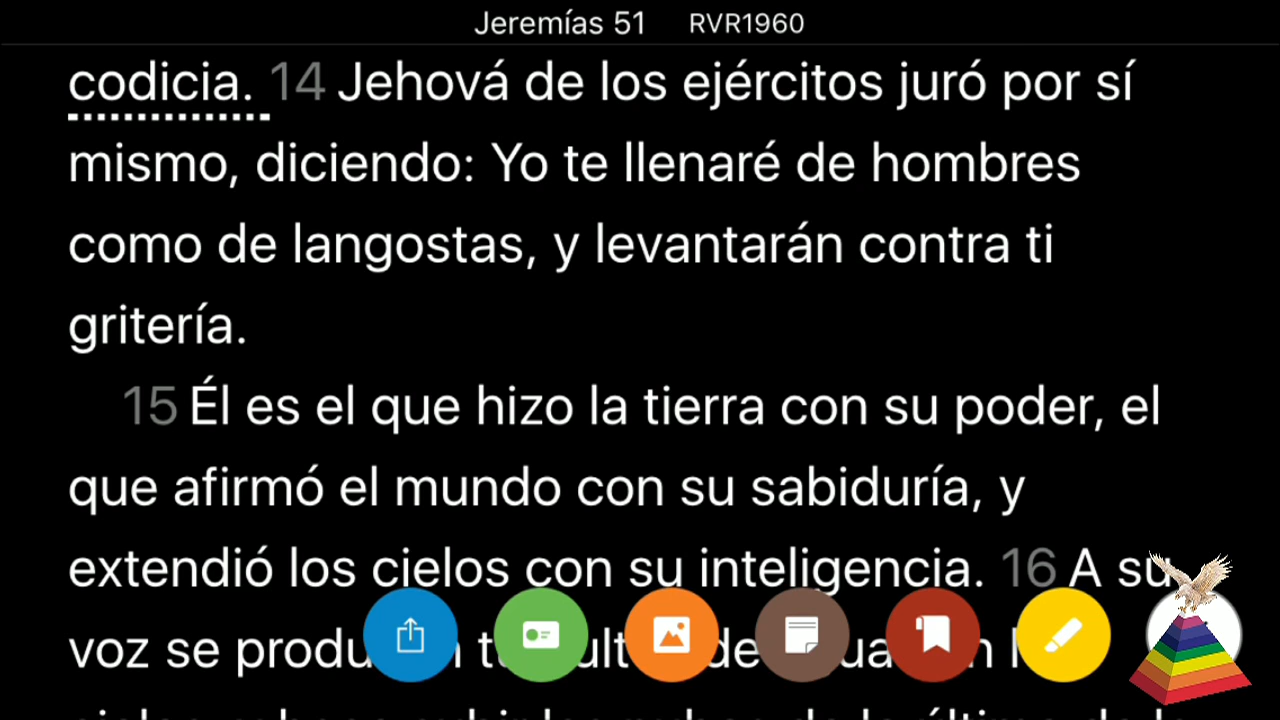 Jeremías 51 RVR1960
codicia. 14 Jehová de los ejércitos juró por sí
mismo, diciendo: Yo te llenaré de hombres
como de langostas, y levantarán contra ti
gritería.
15 Él es el que hizo la tierra con su poder, el
que afirmó el mundo con su sabiduría, y
extendió los cielos con su inteligencia. 16 A su
voz se